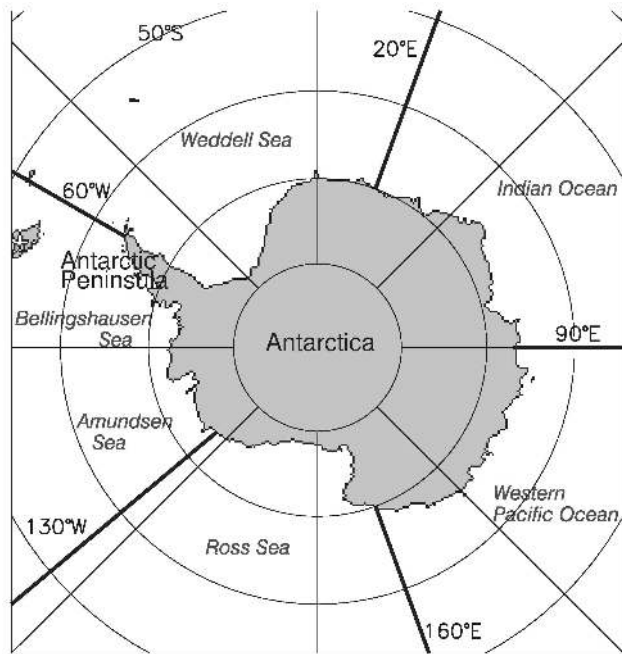 50°S
20°E
Weddell Sea
Indian Ocean
60°W
Antarctic
Peninsula
Bellingshausen
Sea
Antarctica
90°E
Amundsen
Sea
Western
Pacific Ocean
130°W
Ross Sea
160°E